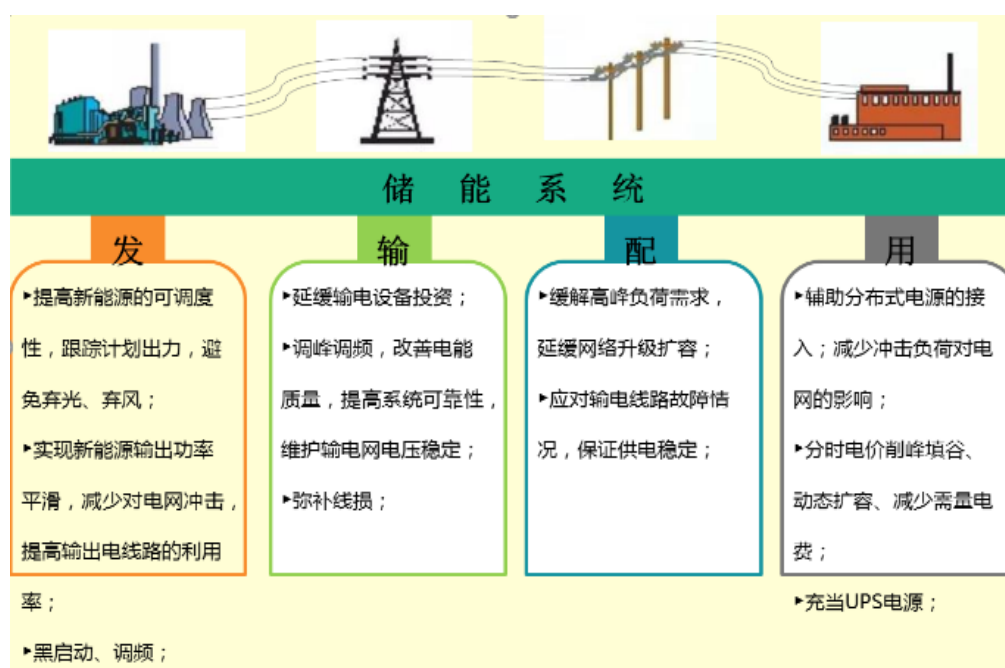 储能系统
发
▸提高新能源的可调度
性，跟踪计划出力，避
免弃光、弃风；
▸实现新能源输出功率
平滑，减少对电网冲击，
提高输出电线路的利用
率；
▸黑启动、调频；
输
▸延缓输电设备投资；
▸调峰调频，改善电能
质量，提高系统可靠性，
维护输电网电压稳定；
▸弥补线损；
配
▸缓解高峰负荷需求，
延缓网络升级扩容；
▸应对输电线路故障情
况，保证供电稳定；
用
▸辅助分布式电源的接
入；减少冲击负荷对电
网的影响；
▸分时电价削峰填谷、
动态扩容、减少需量电
费；
▸充当UPS电源；